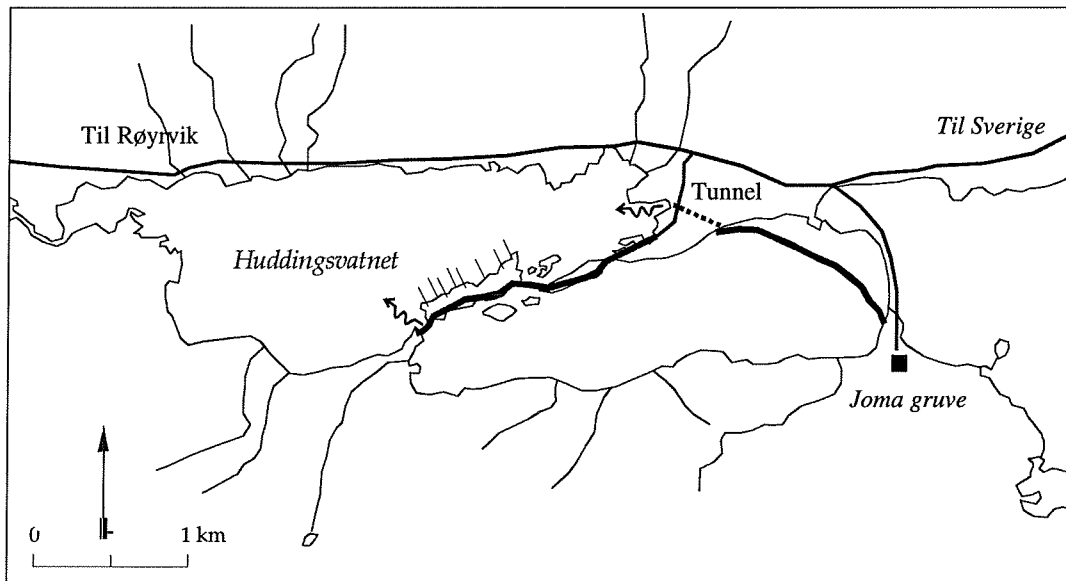 Til Røyrvik
Til Sverige
Tunnel
Huddingsvatnet
Joma gruve
0 1 km